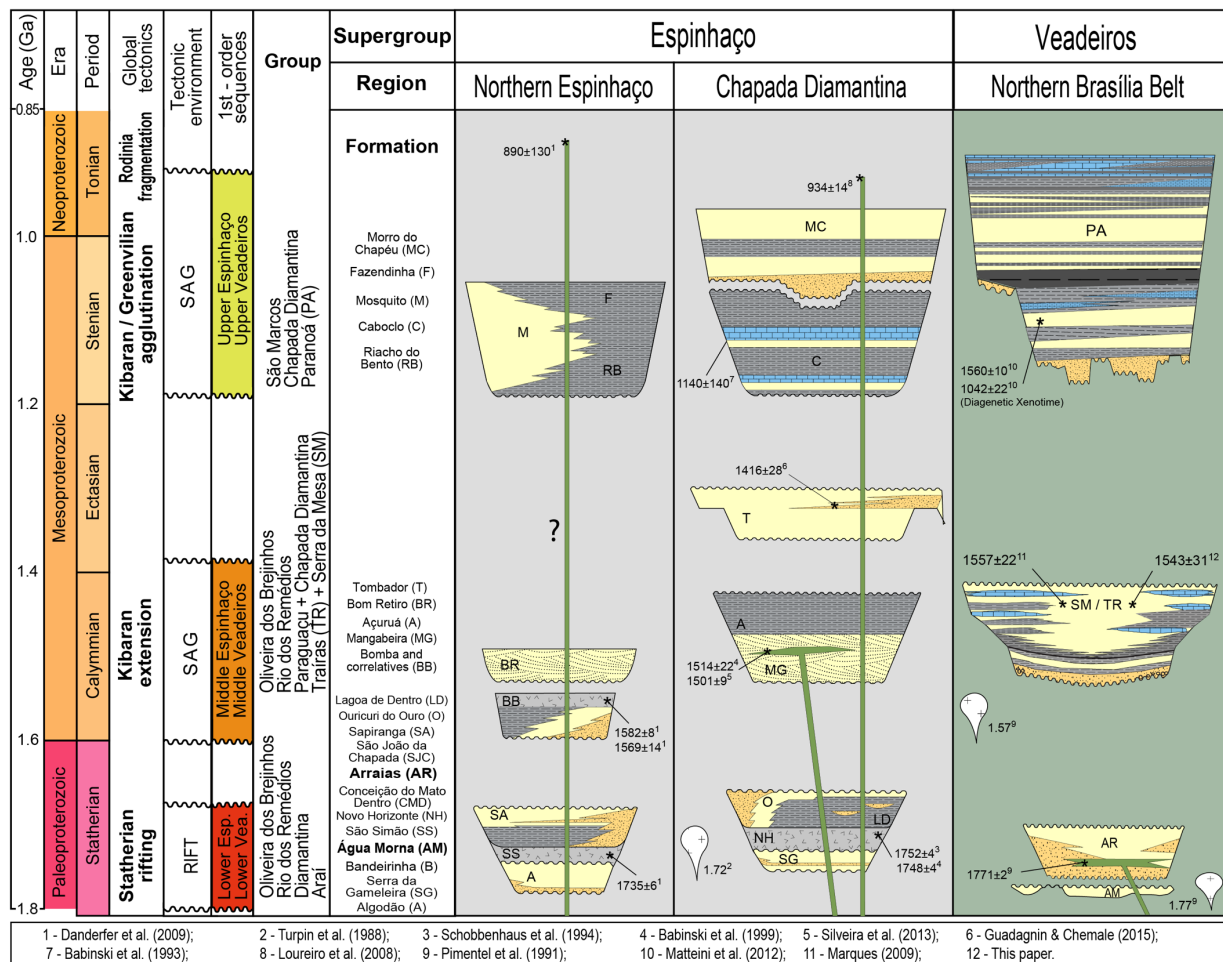 Age (Ga)
Era
Period
Global tectonics
Tectonic environment
1st - order sequences
Group
Supergroup
Espinhaço
Veadeiros
Region
Northern Espinhaço
Chapada Diamantina
Northern Brasília Belt
0.85
1.0
1.2
1.4
1.6
1.8
Neoproterozoic
Mesoproterozoic
Paleoproterozoic
Tonian
Stenian
Ectasian
Calymmian
Statherian
Rodinia fragmentation
Kibaran / Greenvilian agglutination
Kibaran extension
Statherian rifting
SAG
SAG
RIFT
Upper Espinhaço
Upper Veadeiros
Middle Espinhaço
Middle Veadeiros
Lower Esp.
Lower Vea.
São Marcos
Chapada Diamantina
Paranoá (PA)
Oliveira dos Brejinhos
Rio dos Remédios
Paraguaçu + Chapada Diamantina
Traíras (TR) + Serra da Mesa (SM)
Oliveira dos Brejinhos
Rio dos Remédios
Diamantina
Araí
Formation
Morro do
Chapéu (MC)
Fazendinha (F)
Mosquito (M)
Caboclo (C)
Riacho do
Bento (RB)
Tombador (T)
Bom Retiro (BR)
Açuruá (A)
Mangabeira (MG)
Bomba and
correlatives (BB)
Lagoa de Dentro (LD)
Ouricuri do Ouro (O)
Sapiranga (SA)
São João da
Chapada (SJC)
Arraias (AR)
Conceição do Mato
Dentro (CMD)
Novo Horizonte (NH)
São Simão (SS)
Água Morna (AM)
Bandeirinha (B)
Serra da
Gameleira (SG)
Algodão (A)
890±130¹
*
F
M
RB
?
BR
BB
*
1582±8¹
1569±14¹
SA
SS
*
1735±6¹
A
934±14⁸
*
MC
C
1140±140⁷
1416±28⁶
*
T
A
*
1514±22⁴
1501±9⁵
MG
O
LD
NH
*
SG
1752±4³
1748±4⁴
1.72²
PA
*
1560±10¹⁰
1042±22¹⁰
(Diagenetic Xenotime)
1557±22¹¹
1543±31¹²
* SM / TR *
1.57⁹
AR
*
1771±2⁹
AM
1.77⁹
1 - Danderfer et al. (2009); 2 - Turpin et al. (1988); 3 - Schobbenhaus et al. (1994); 4 - Babinski et al. (1999); 5 - Silveira et al. (2013); 6 - Guadagnin & Chemale (2015);
7 - Babinski et al. (1993); 8 - Loureiro et al. (2008); 9 - Pimentel et al. (1991); 10 - Matteini et al. (2012); 11 - Marques (2009); 12 - This paper.